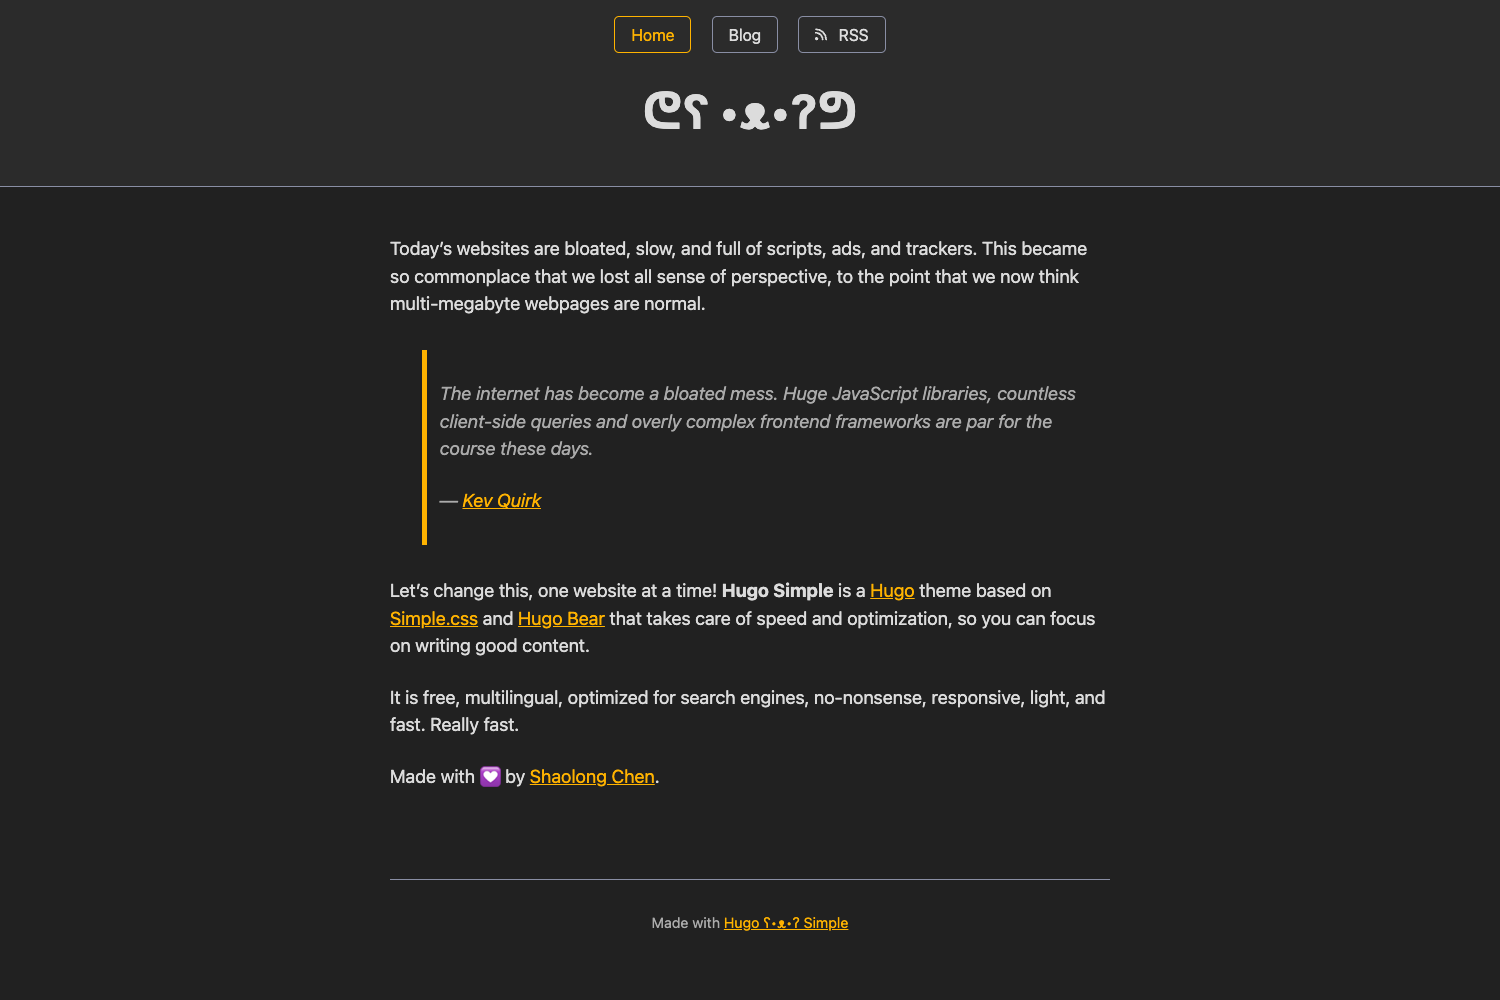 Home
Blog
RSS
ᘓʕ •ᴥ•ʔᘐ
Today’s websites are bloated, slow, and full of scripts, ads, and trackers. This became
so commonplace that we lost all sense of perspective, to the point that we now think
multi-megabyte webpages are normal.
The internet has become a bloated mess. Huge JavaScript libraries, countless
client-side queries and overly complex frontend frameworks are par for the
course these days.
— Kev Quirk
Let’s change this, one website at a time! Hugo Simple is a Hugo theme based on
Simple.css and Hugo Bear that takes care of speed and optimization, so you can focus
on writing good content.
It is free, multilingual, optimized for search engines, no-nonsense, responsive, light, and
fast. Really fast.
Made with 💟 by Shaolong Chen.
Made with Hugo ʕ•ᴥ•ʔ Simple